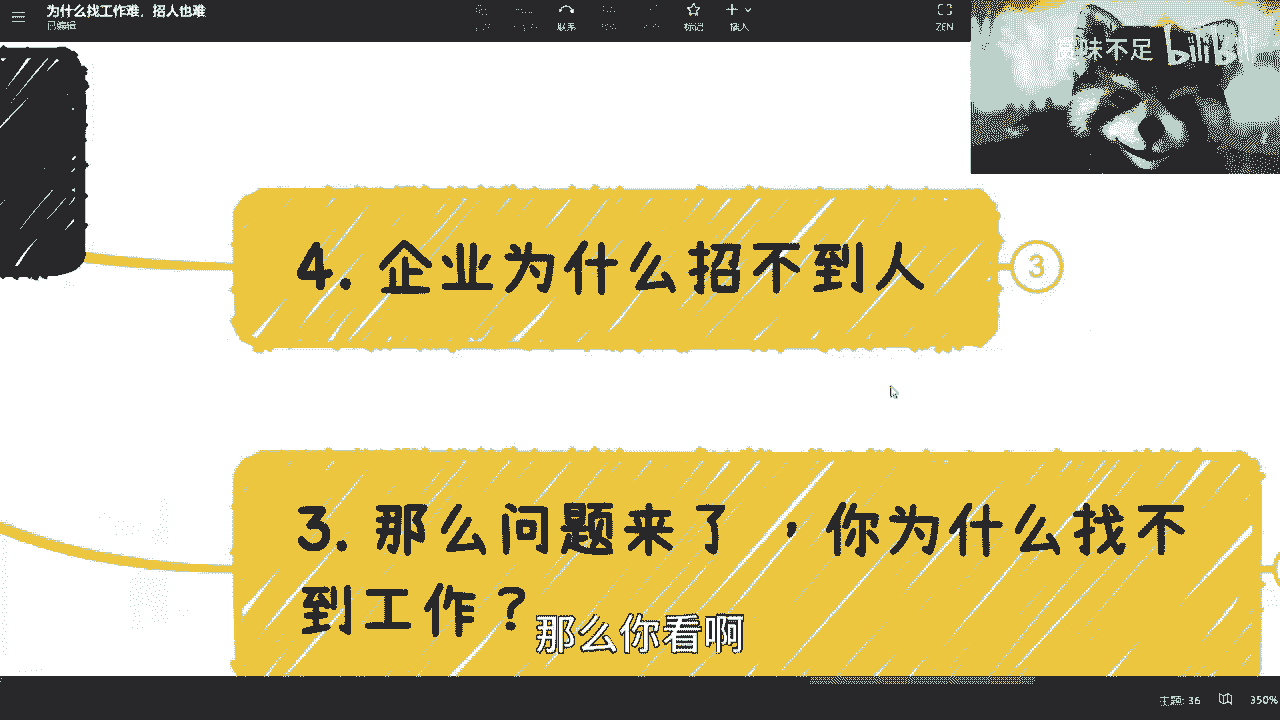 为什么找工作难，招人也难
已编辑
联系
标记
插入
ZEN
意味不足 bilibili
4. 企业为什么招不到人
3
3. 那么问题来了 ，你为什么找不
到工作？
那么你看啊
主题: 36
350%